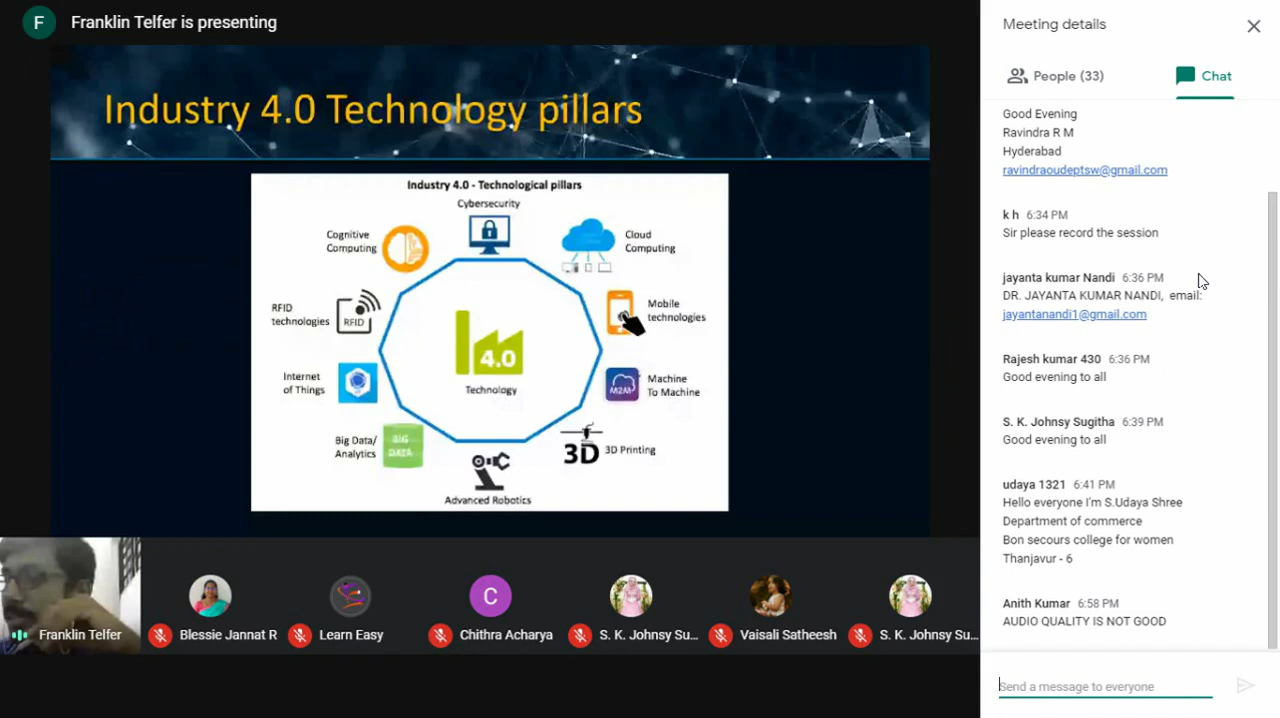 F Franklin Telfer is presenting
Industry 4.0 Technology pillars
Industry 4.0 - Technological pillars
Cybersecurity
Cognitive
Computing
Cloud
Computing
RFID
technologies
RFID
Mobile
technologies
4.0
Technology
Internet
of Things
M2M
Machine
To Machine
Big Data/
Analytics
BIG
DATA
3D
3D Printing
Advanced Robotics
Franklin Telfer
Blessie Jannat R
Learn Easy
C
Chithra Acharya
S. K. Johnsy Su...
Vaisali Satheesh
S. K. Johnsy Su...
Meeting details
People (33)
Chat
Good Evening
Ravindra R M
Hyderabad
ravindraoudeptsw@gmail.com
k h 6:34 PM
Sir please record the session
jayanta kumar Nandi 6:36 PM
DR. JAYANTA KUMAR NANDI, email:
jayantanandi1@gmail.com
Rajesh kumar 430 6:36 PM
Good evening to all
S. K. Johnsy Sugitha 6:39 PM
Good evening to all
udaya 1321 6:41 PM
Hello everyone I'm S.Udaya Shree
Department of commerce
Bon secours college for women
Thanjavur - 6
Anith Kumar 6:58 PM
AUDIO QUALITY IS NOT GOOD
Send a message to everyone